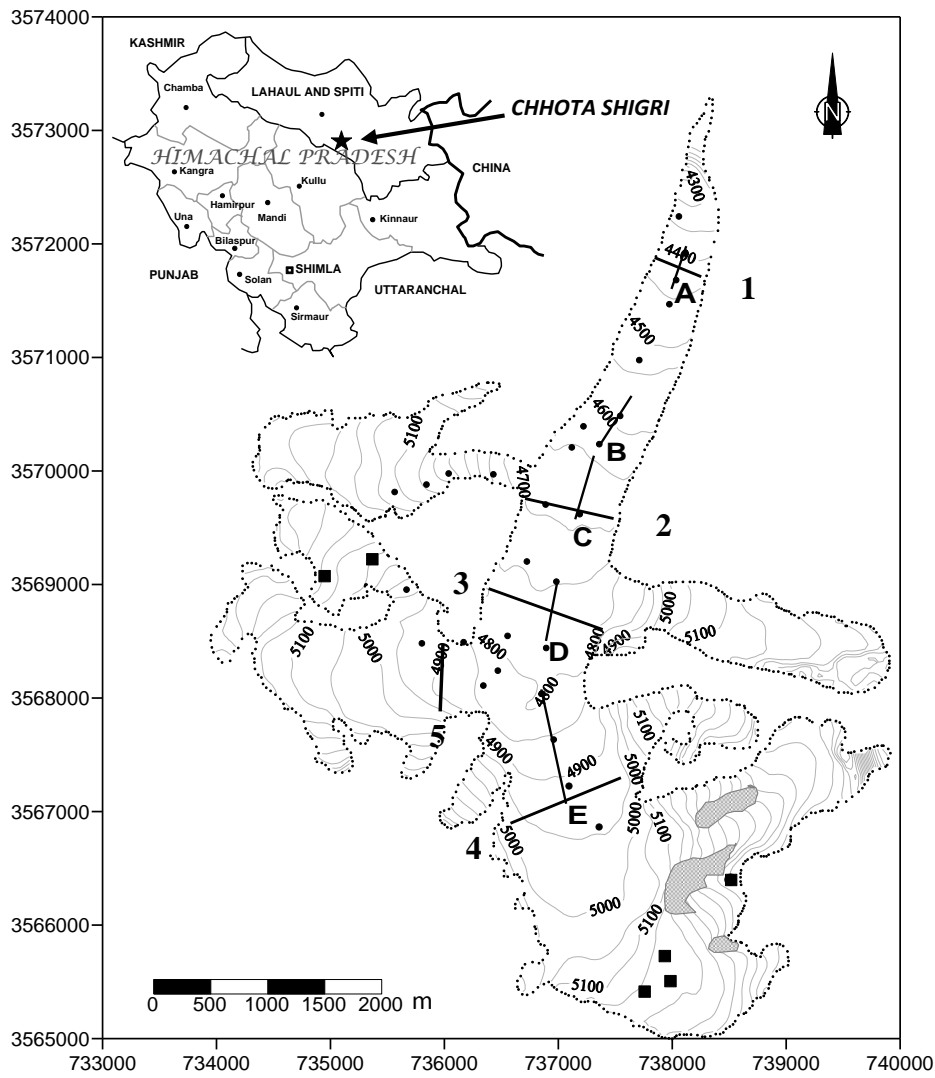 3574000
3573000
3572000
3571000
3570000
3569000
3568000
3567000
3566000
3565000
733000
734000
735000
736000
737000
738000
739000
740000
KASHMIR
Chamba
LAHAUL AND SPITI
CHHOTA SHIGRI
HIMACHAL PRADESH
CHINA
Kangra
Kullu
Hamirpur
Mandi
Una
Kinnaur
Bilaspur
SHIMLA
PUNJAB
Solan
UTTARANCHAL
Sirmaur
N
4300
4400
A
1
4500
4600
B
5100
4700
C
2
3
5000
5100
4800
4900
D
5100
5000
4900
4800
4800
5
4900
5100
4900
5000
5000
5100
E
5000
4
5000
5100
5100
0 500 1000 1500 2000 m